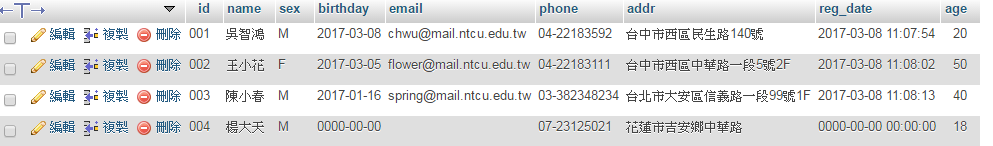 id name sex birthday email phone addr reg_date age
編輯 複製 刪除 001 吳智鴻 M 2017-03-08 chwu@mail.ntcu.edu.tw 04-22183592 台中市西區民生路140號 2017-03-08 11:07:54 20
編輯 複製 刪除 002 王小花 F 2017-03-05 flower@mail.ntcu.edu.tw 04-22183111 台中市西區中華路一段5號2F 2017-03-08 11:08:02 50
編輯 複製 刪除 003 陳小春 M 2017-01-16 spring@mail.ntcu.edu.tw 03-382348234 台北市大安區信義路一段99號1F 2017-03-08 11:08:13 40
編輯 複製 刪除 004 楊大天 M 0000-00-00 07-23125021 花蓮市吉安鄉中華路 0000-00-00 00:00:00 18